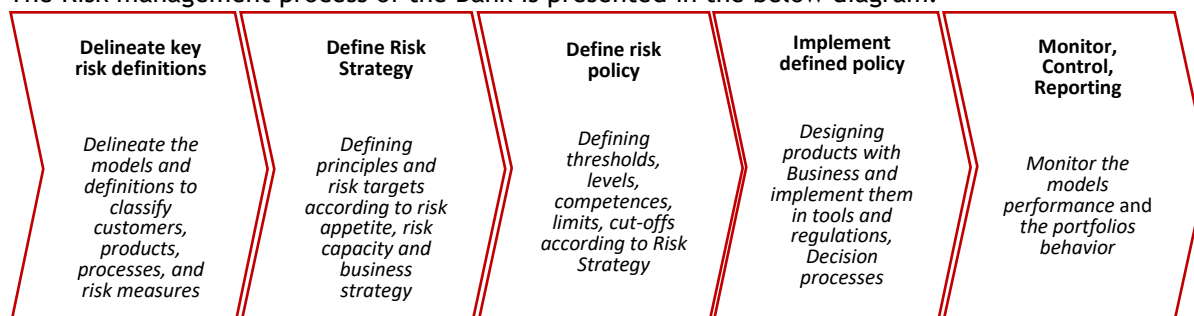 The Risk management process of the Bank is presented in the below diagram.
Delineate key
risk definitions
Delineate the
models and
definitions to
classify
customers,
products,
processes, and
risk measures
Define Risk
Strategy
Defining
principles and
risk targets
according to risk
appetite, risk
capacity and
business
strategy
Define risk
policy
Defining
thresholds,
levels,
competences,
limits, cut-offs
according to Risk
Strategy
Implement
defined policy
Designing
products with
Business and
implement them
in tools and
regulations,
Decision
processes
Monitor,
Control,
Reporting
Monitor the
models
performance and
the portfolios
behavior